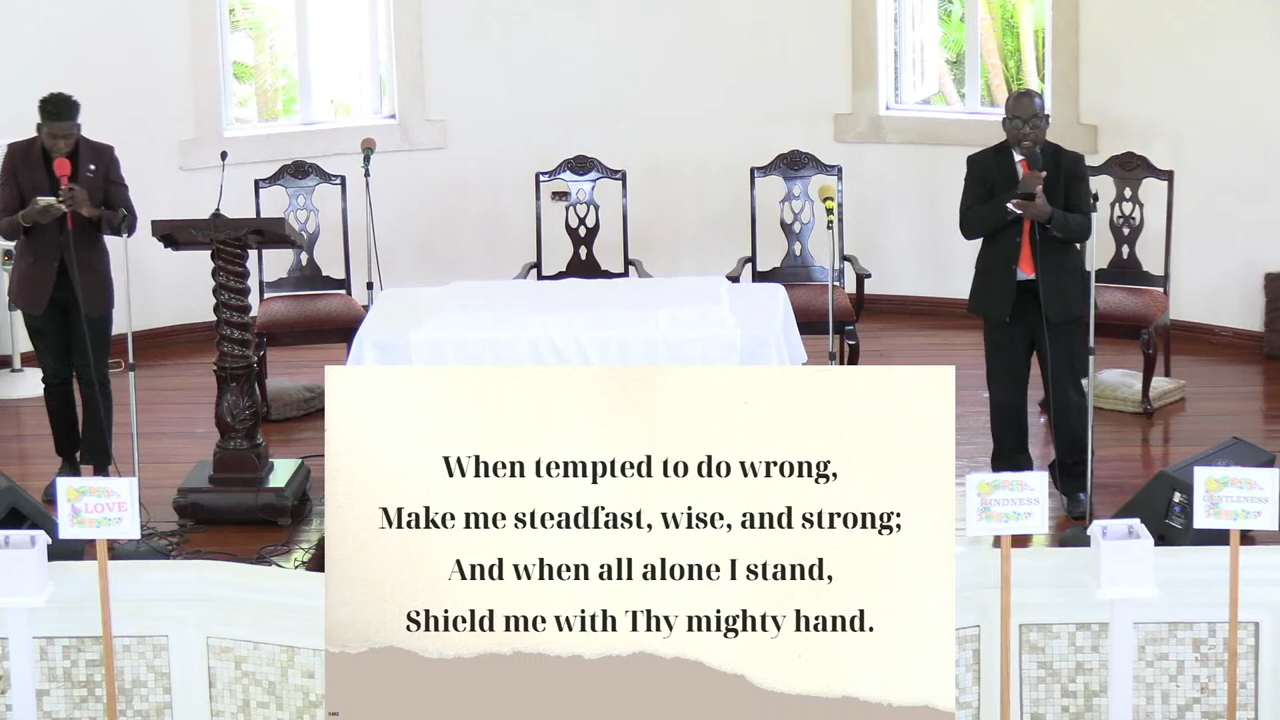 When tempted to do wrong,
Make me steadfast, wise, and strong;
And when all alone I stand,
Shield me with Thy mighty hand.
LOVE
KINDNESS
GENTLENESS